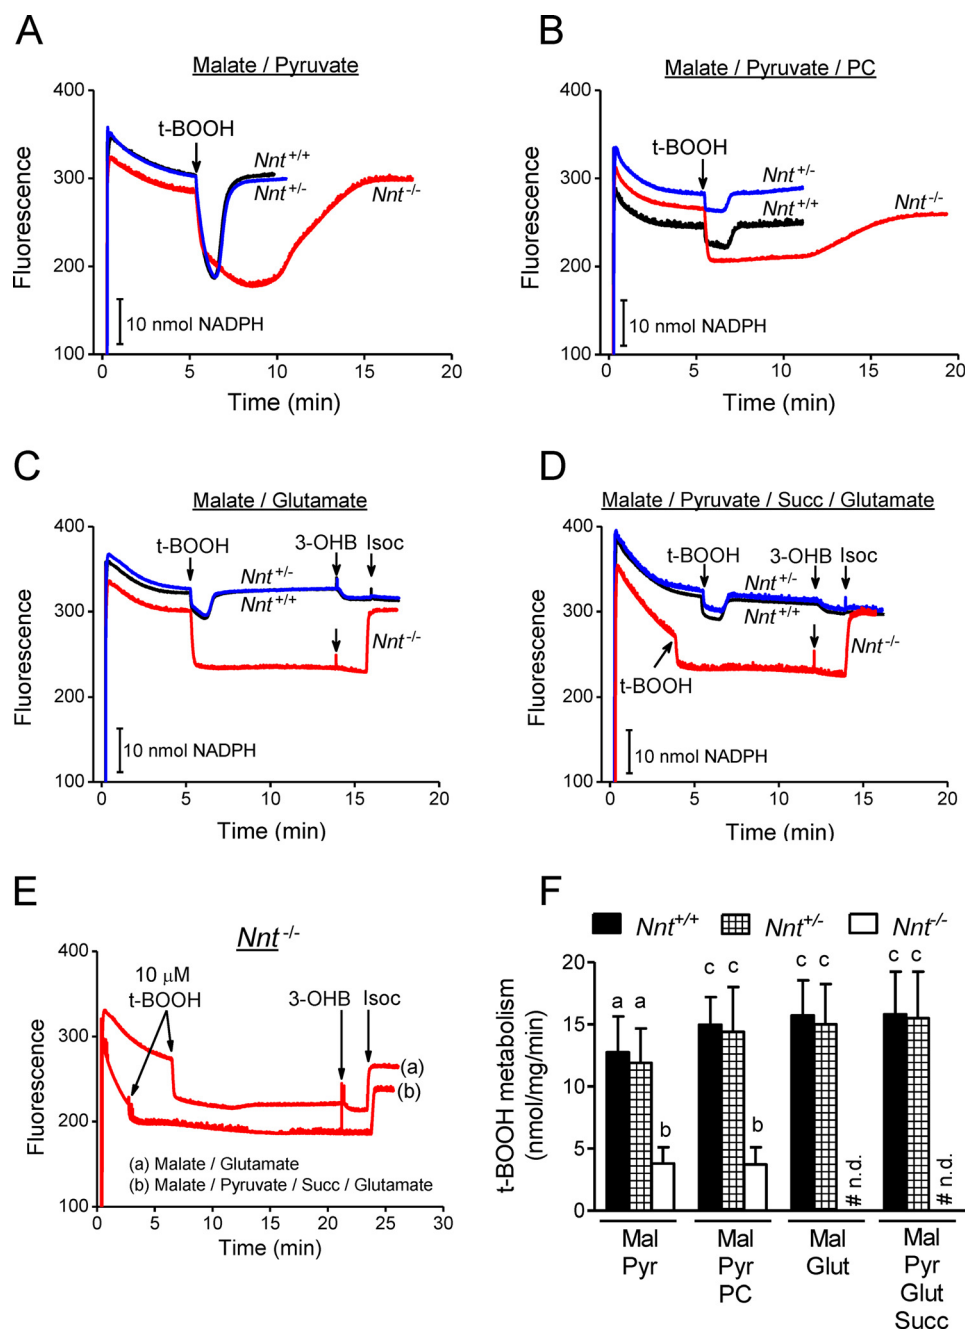 A
Malate / Pyruvate
400
300
200
100
Fluorescence
t-BOOH
Nnt+/+
Nnt+/-
Nnt-/-
10 nmol NADPH
0 5 10 15 20
Time (min)
B
Malate / Pyruvate / PC
400
300
200
100
Fluorescence
t-BOOH
Nnt+/-
Nnt+/+
Nnt-/-
10 nmol NADPH
0 5 10 15 20
Time (min)
C
Malate / Glutamate
400
300
200
100
Fluorescence
t-BOOH
3-OHB
Isoc
Nnt+/-
Nnt+/+
Nnt-/-
10 nmol NADPH
0 5 10 15 20
Time (min)
D
Malate / Pyruvate / Succ / Glutamate
400
300
200
100
Fluorescence
t-BOOH
3-OHB
Isoc
Nnt+/-
Nnt+/+
Nnt-/-
t-BOOH
10 nmol NADPH
0 5 10 15 20
Time (min)
E
Nnt -/-
400
300
200
100
Fluorescence
10 µM
t-BOOH
3-OHB
Isoc
(a)
(b)
(a) Malate / Glutamate
(b) Malate / Pyruvate / Succ / Glutamate
0 5 10 15 20 25 30
Time (min)
F
Nnt+/+ Nnt+/- Nnt-/-
20
15
10
5
0
t-BOOH metabolism
(nmol/mg/min)
a a b
c c b
c c # n.d.
c c # n.d.
Mal
Pyr
Mal
Pyr
PC
Mal
Glut
Mal
Pyr
Glut
Succ